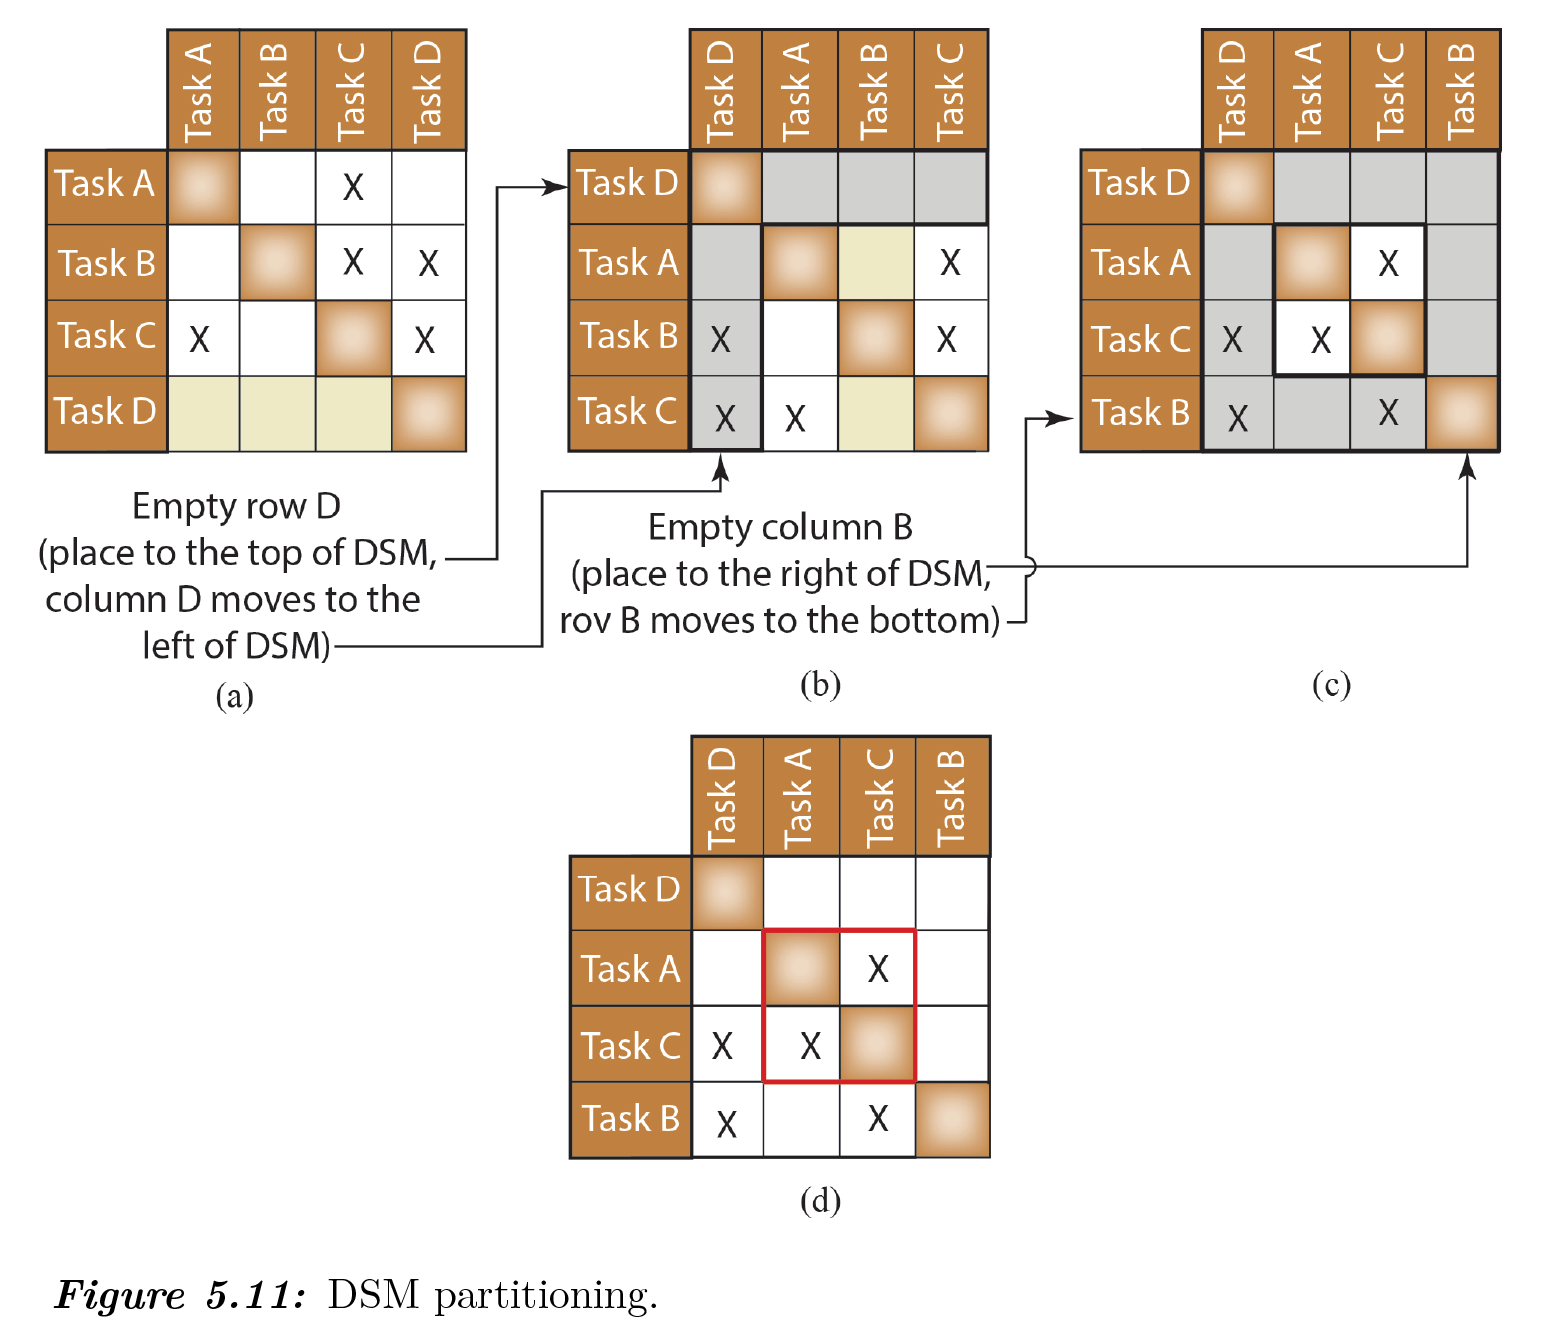 Task A Task B Task C Task D
Task A X
Task B X X
Task C X X
Task D
Empty row D
(place to the top of DSM,
column D moves to the
left of DSM)
(a)
Task D Task A Task B Task C
Task D
Task A X
Task B X X
Task C X X
Empty column B
(place to the right of DSM,
rov B moves to the bottom)
(b)
Task D Task A Task C Task B
Task D
Task A X
Task C X X
Task B X X
(c)
Task D Task A Task C Task B
Task D
Task A X
Task C X X
Task B X X
(d)
Figure 5.11: DSM partitioning.